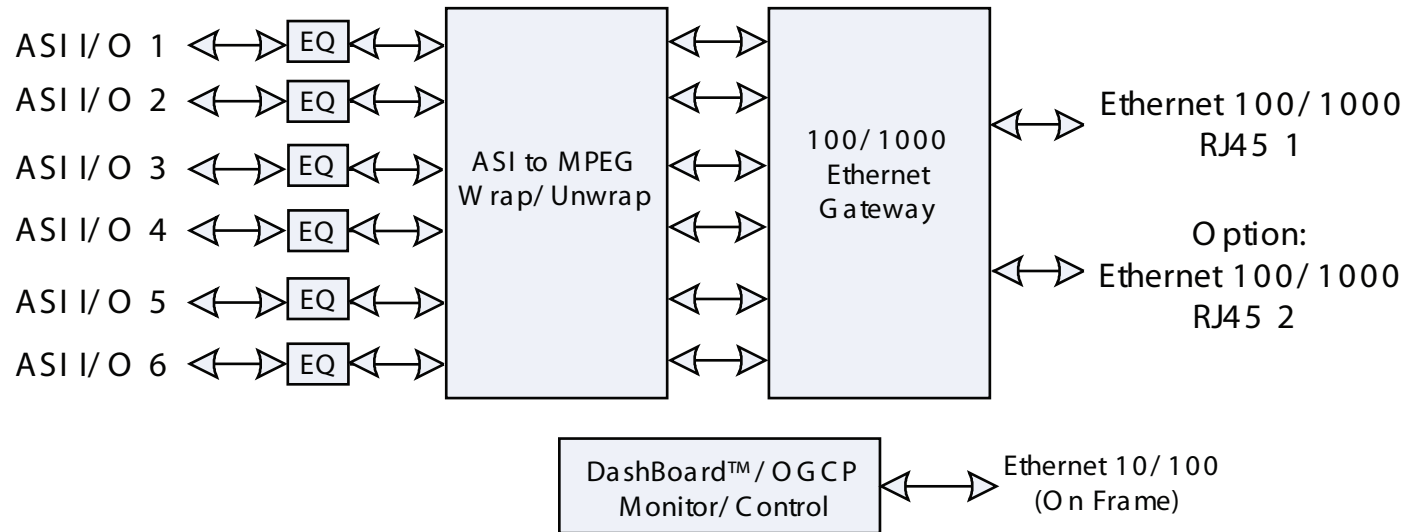 ASI I/O 1
EQ
ASI I/O 2
EQ
ASI I/O 3
EQ
ASI I/O 4
EQ
ASI I/O 5
EQ
ASI I/O 6
EQ
ASI to MPEG
Wrap/Unwrap
100/1000
Ethernet
Gateway
Ethernet 100/1000
RJ45 1
Option:
Ethernet 100/1000
RJ45 2
DashBoard™/OGCP
Monitor/Control
Ethernet 10/100
(On Frame)